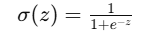 σ(z) = 1/(1+e^{-z})